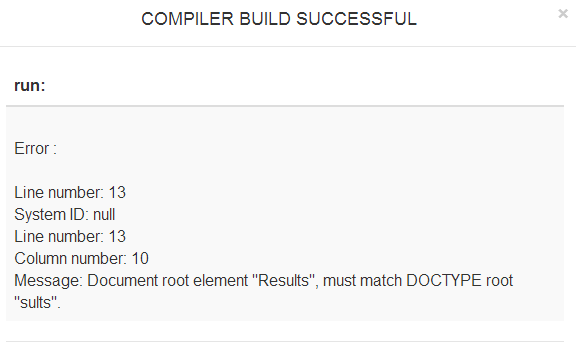 COMPILER BUILD SUCCESSFUL
×
run:
Error :
Line number: 13
System ID: null
Line number: 13
Column number: 10
Message: Document root element "Results", must match DOCTYPE root
"sults".